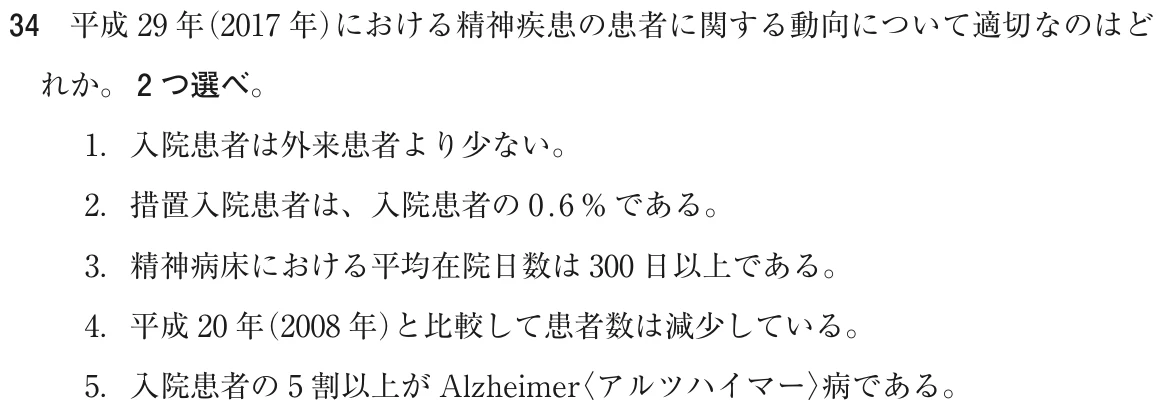 34 平成 29 年(2017 年)における精神疾患の患者に関する動向について適切なのはど
れか。 2 つ選べ。
1. 入院患者は外来患者より少ない。
2. 措置入院患者は、入院患者の 0.6 % である。
3. 精神病床における平均在院日数は 300 日以上である。
4. 平成 20 年(2008 年)と比較して患者数は減少している。
5. 入院患者の 5 割以上が Alzheimer〈アルツハイマー〉病である。